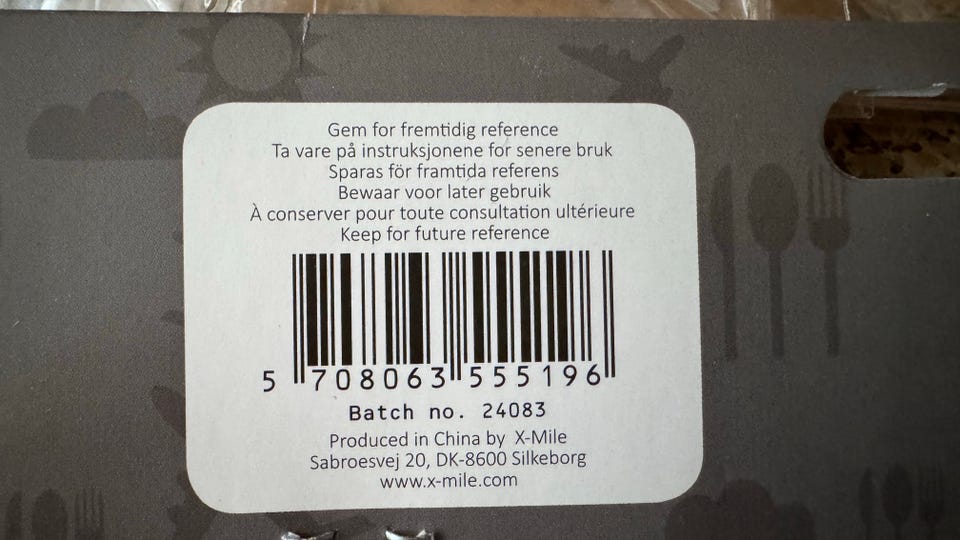 Gem for fremtidig reference
Ta vare på instruksjonene for senere bruk
Sparas för framtida referens
Bewaar voor later gebruik
À conserver pour toute consultation ultérieure
Keep for future reference
5 708063 555196
Batch no. 24083
Produced in China by X-Mile
Sabroesvej 20, DK-8600 Silkeborg
www.x-mile.com